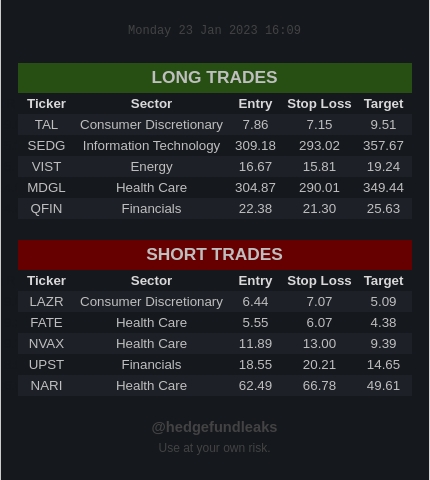 Monday 23 Jan 2023 16:09
LONG TRADES
Ticker Sector Entry Stop Loss Target
TAL Consumer Discretionary 7.86 7.15 9.51
SEDG Information Technology 309.18 293.02 357.67
VIST Energy 16.67 15.81 19.24
MDGL Health Care 304.87 290.01 349.44
QFIN Financials 22.38 21.30 25.63
SHORT TRADES
Ticker Sector Entry Stop Loss Target
LAZR Consumer Discretionary 6.44 7.07 5.09
FATE Health Care 5.55 6.07 4.38
NVAX Health Care 11.89 13.00 9.39
UPST Financials 18.55 20.21 14.65
NARI Health Care 62.49 66.78 49.61
@hedgefundleaks
Use at your own risk.